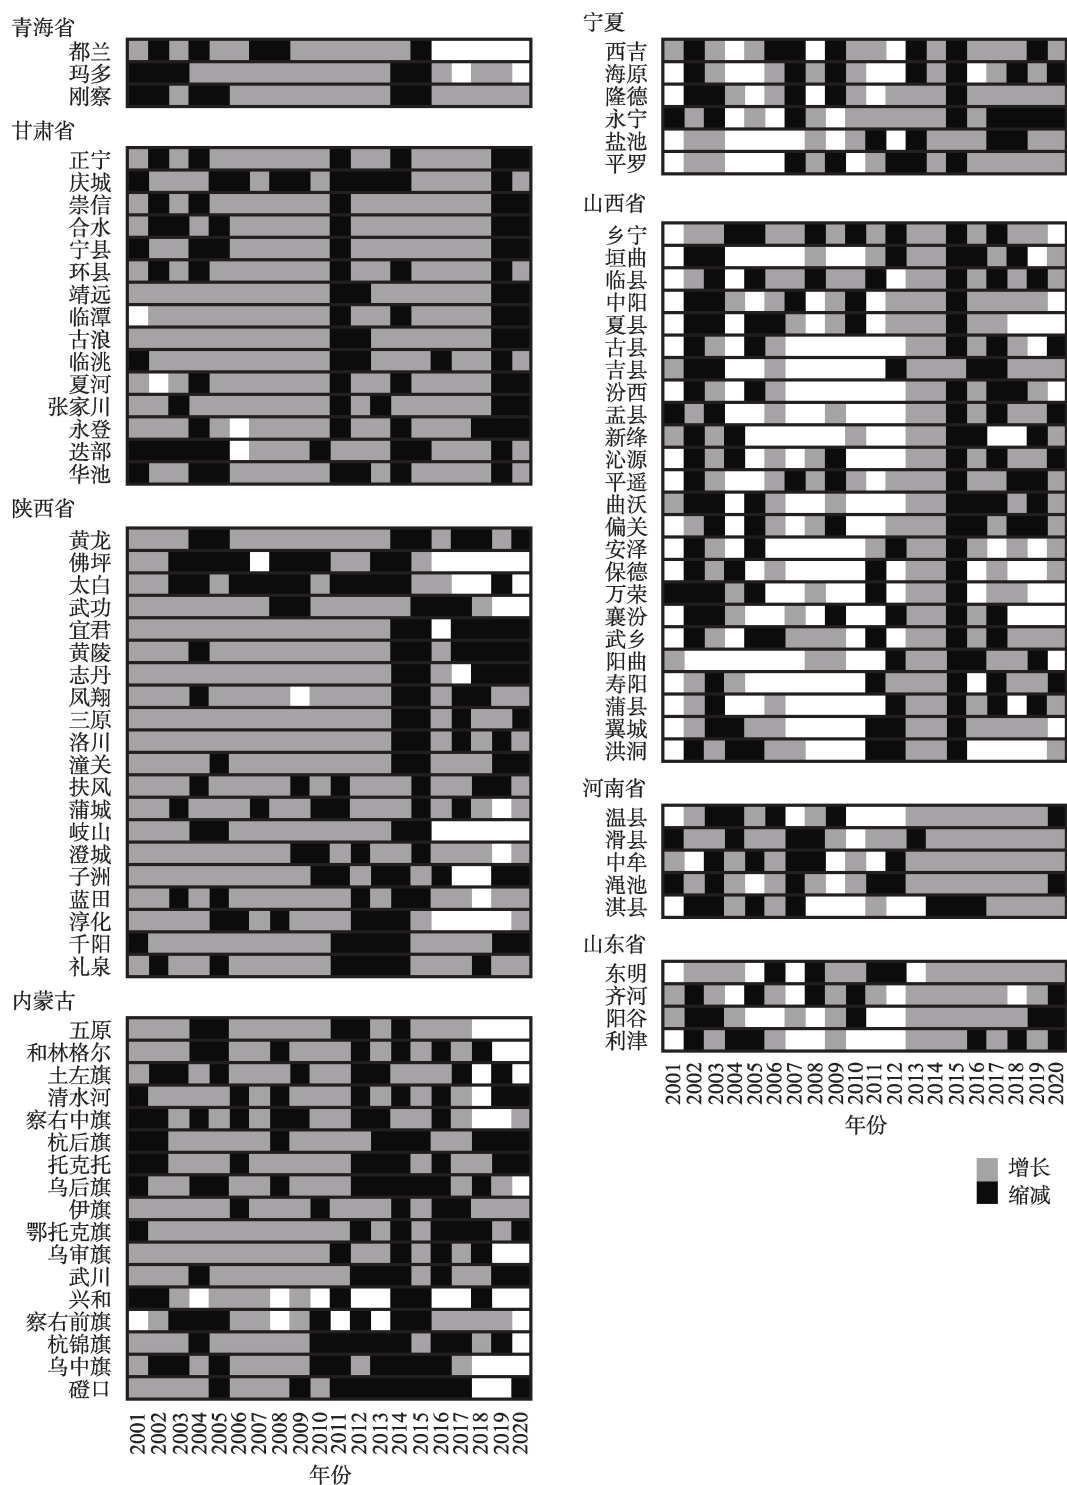 青海省
都兰
玛多
刚察
甘肃省
正宁
庆城
崇信
合水
宁县
环县
靖远
临潭
古浪
临洮
夏河
张家川
永登
迭部
华池
陕西省
黄龙
佛坪
太白
武功
宜君
黄陵
志丹
凤翔
三原
洛川
潼关
扶风
蒲城
岐山
澄城
子洲
蓝田
淳化
千阳
礼泉
内蒙古
五原
和林格尔
土左旗
清水河
察右中旗
杭后旗
托克托
乌后旗
伊旗
鄂托克旗
乌审旗
武川
兴和
察右前旗
杭锦旗
乌中旗
磴口
2001 2002 2003 2004 2005 2006 2007 2008 2009 2010 2011 2012 2013 2014 2015 2016 2017 2018 2019 2020
年份
宁夏
西吉
海原
隆德
永宁
盐池
平罗
山西省
乡宁
垣曲
临县
中阳
夏县
古县
吉县
汾西
盂县
新绛
沁源
平遥
曲沃
偏关
安泽
保德
万荣
襄汾
武乡
阳曲
寿阳
蒲县
翼城
洪洞
河南省
温县
滑县
中牟
渑池
淇县
山东省
东明
齐河
阳谷
利津
2001 2002 2003 2004 2005 2006 2007 2008 2009 2010 2011 2012 2013 2014 2015 2016 2017 2018 2019 2020
年份
增长
缩减